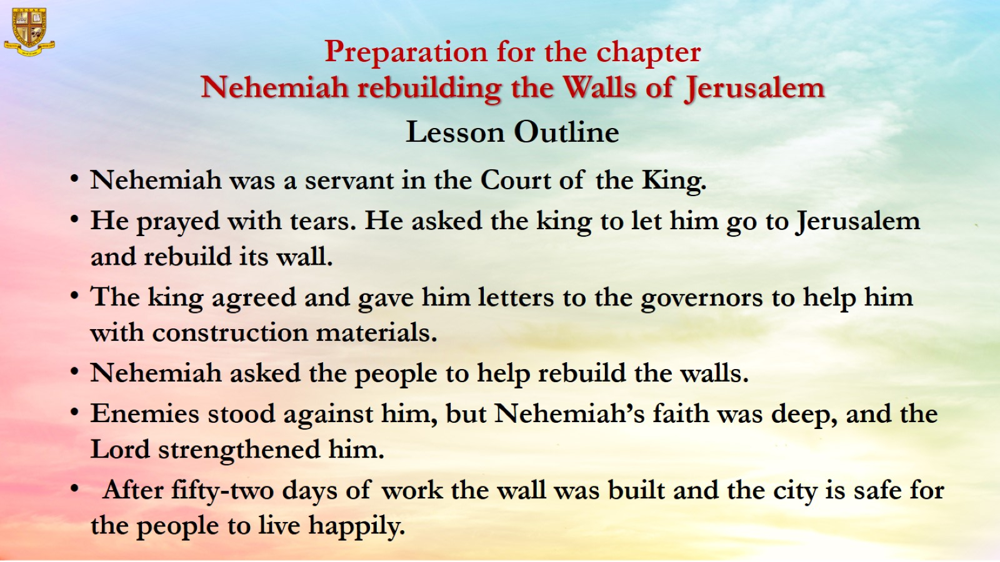 Preparation for the chapter
Nehemiah rebuilding the Walls of Jerusalem
Lesson Outline
• Nehemiah was a servant in the Court of the King.
• He prayed with tears. He asked the king to let him go to Jerusalem
and rebuild its wall.
• The king agreed and gave him letters to the governors to help him
with construction materials.
• Nehemiah asked the people to help rebuild the walls.
• Enemies stood against him, but Nehemiah’s faith was deep, and the
Lord strengthened him.
• After fifty-two days of work the wall was built and the city is safe for
the people to live happily.